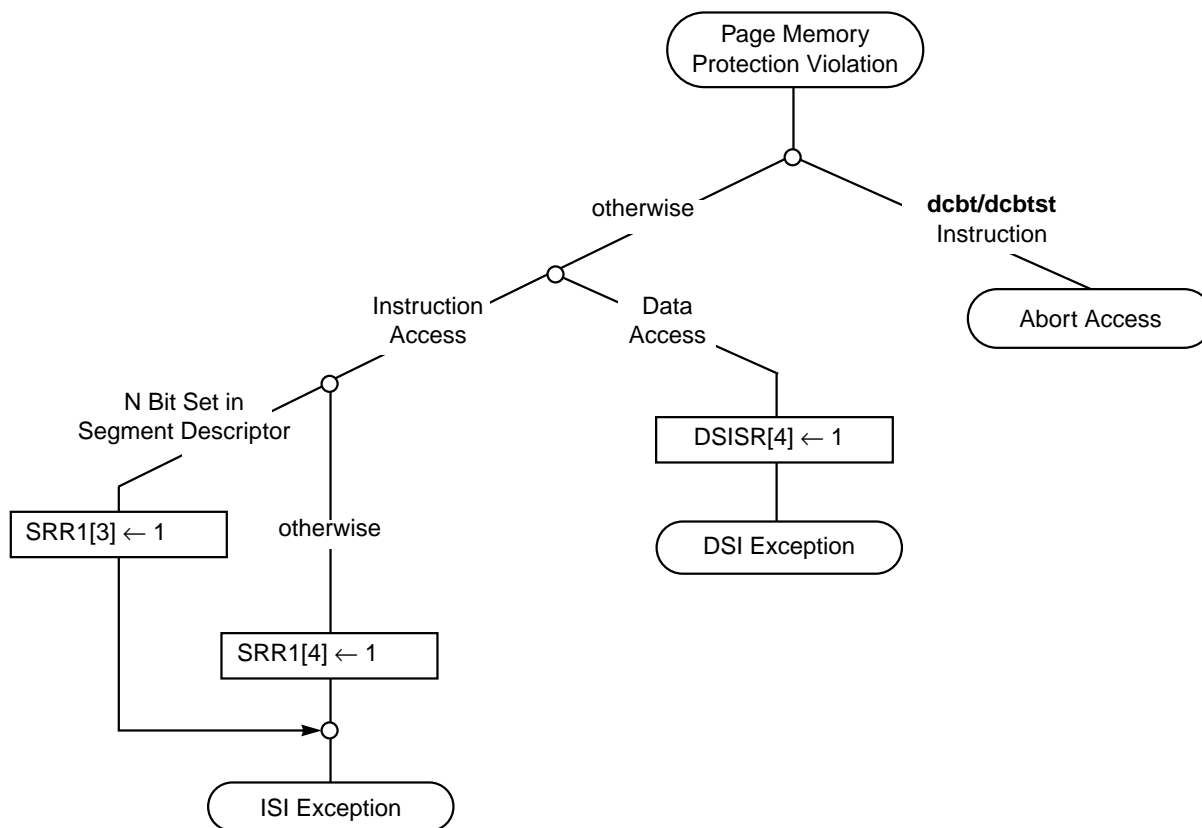 Page Memory
Protection Violation
otherwise
dcbt/dcbtst
Instruction
Instruction
Access
Data
Access
Abort Access
N Bit Set in
Segment Descriptor
DSISR[4] ← 1
SRR1[3] ← 1
otherwise
DSI Exception
SRR1[4] ← 1
ISI Exception